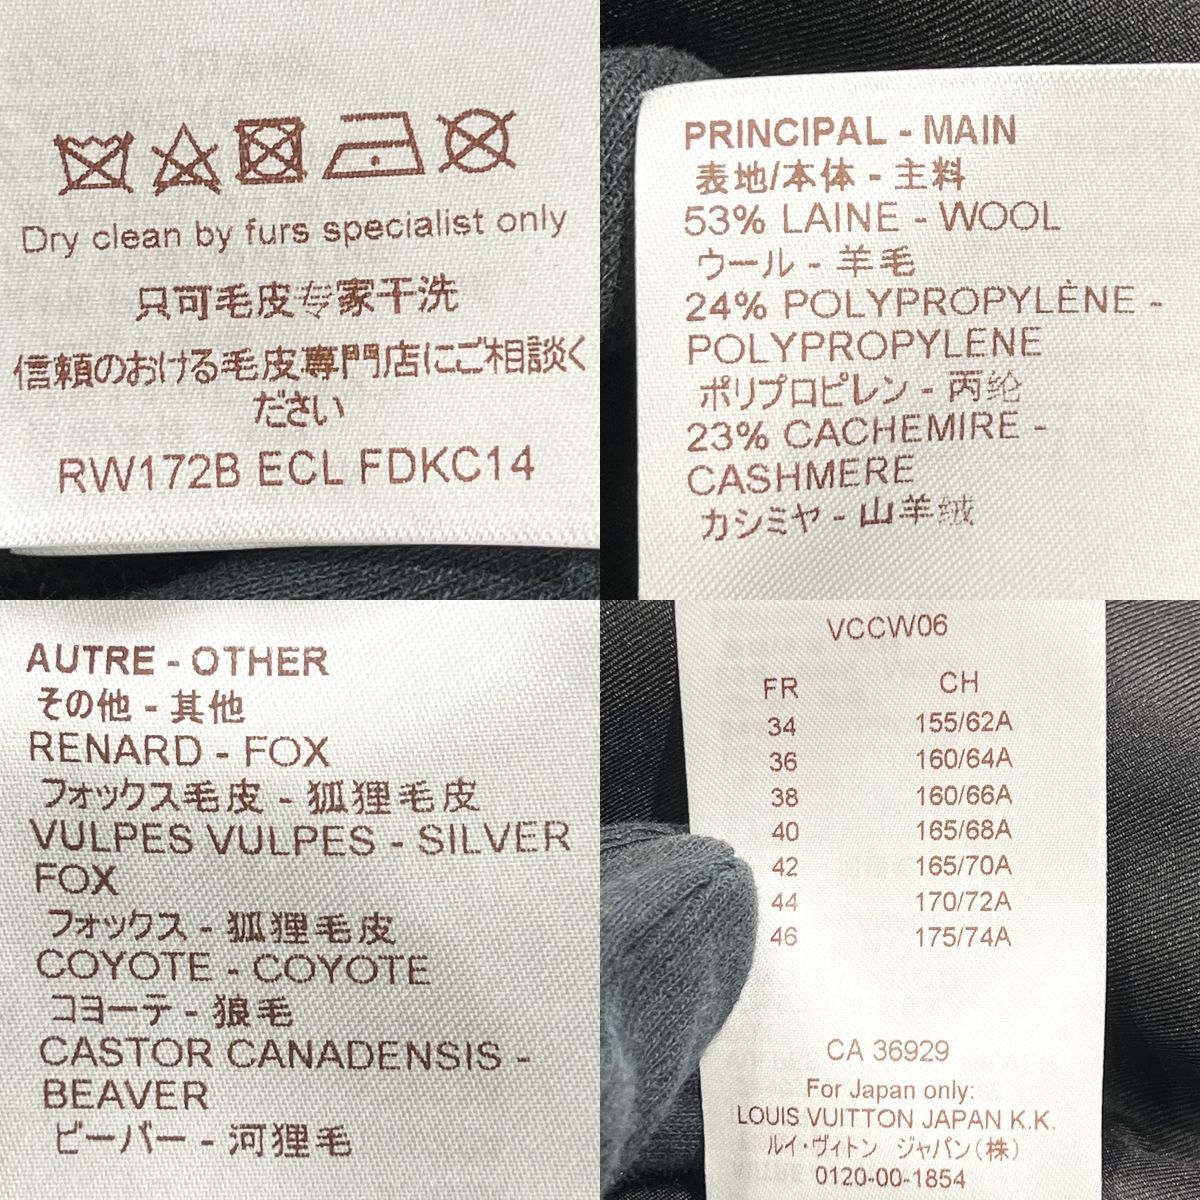 Dry clean by furs specialist only
只可毛皮专家干洗
信頼のおける毛皮専門店にご相談く
ださい
RW172B ECL FDKC14
PRINCIPAL - MAIN
表地/本体 - 主料
53% LAINE - WOOL
ウール - 羊毛
24% POLYPROPYLÈNE -
POLYPROPYLENE
ポリプロピレン - 丙纶
23% CACHEMIRE -
CASHMERE
カシミヤ - 山羊绒
AUTRE - OTHER
その他 - 其他
RENARD - FOX
フォックス毛皮 - 狐狸毛皮
VULPES VULPES - SILVER
FOX
フォックス - 狐狸毛皮
COYOTE - COYOTE
コヨーテ - 狼毛
CASTOR CANADENSIS -
BEAVER
ビーバー - 河狸毛
VCCW06
FR CH
34 155/62A
36 160/64A
38 160/66A
40 165/68A
42 165/70A
44 170/72A
46 175/74A
CA 36929
For Japan only:
LOUIS VUITTON JAPAN K.K.
ルイ・ヴィトン ジャパン(株)
0120-00-1854